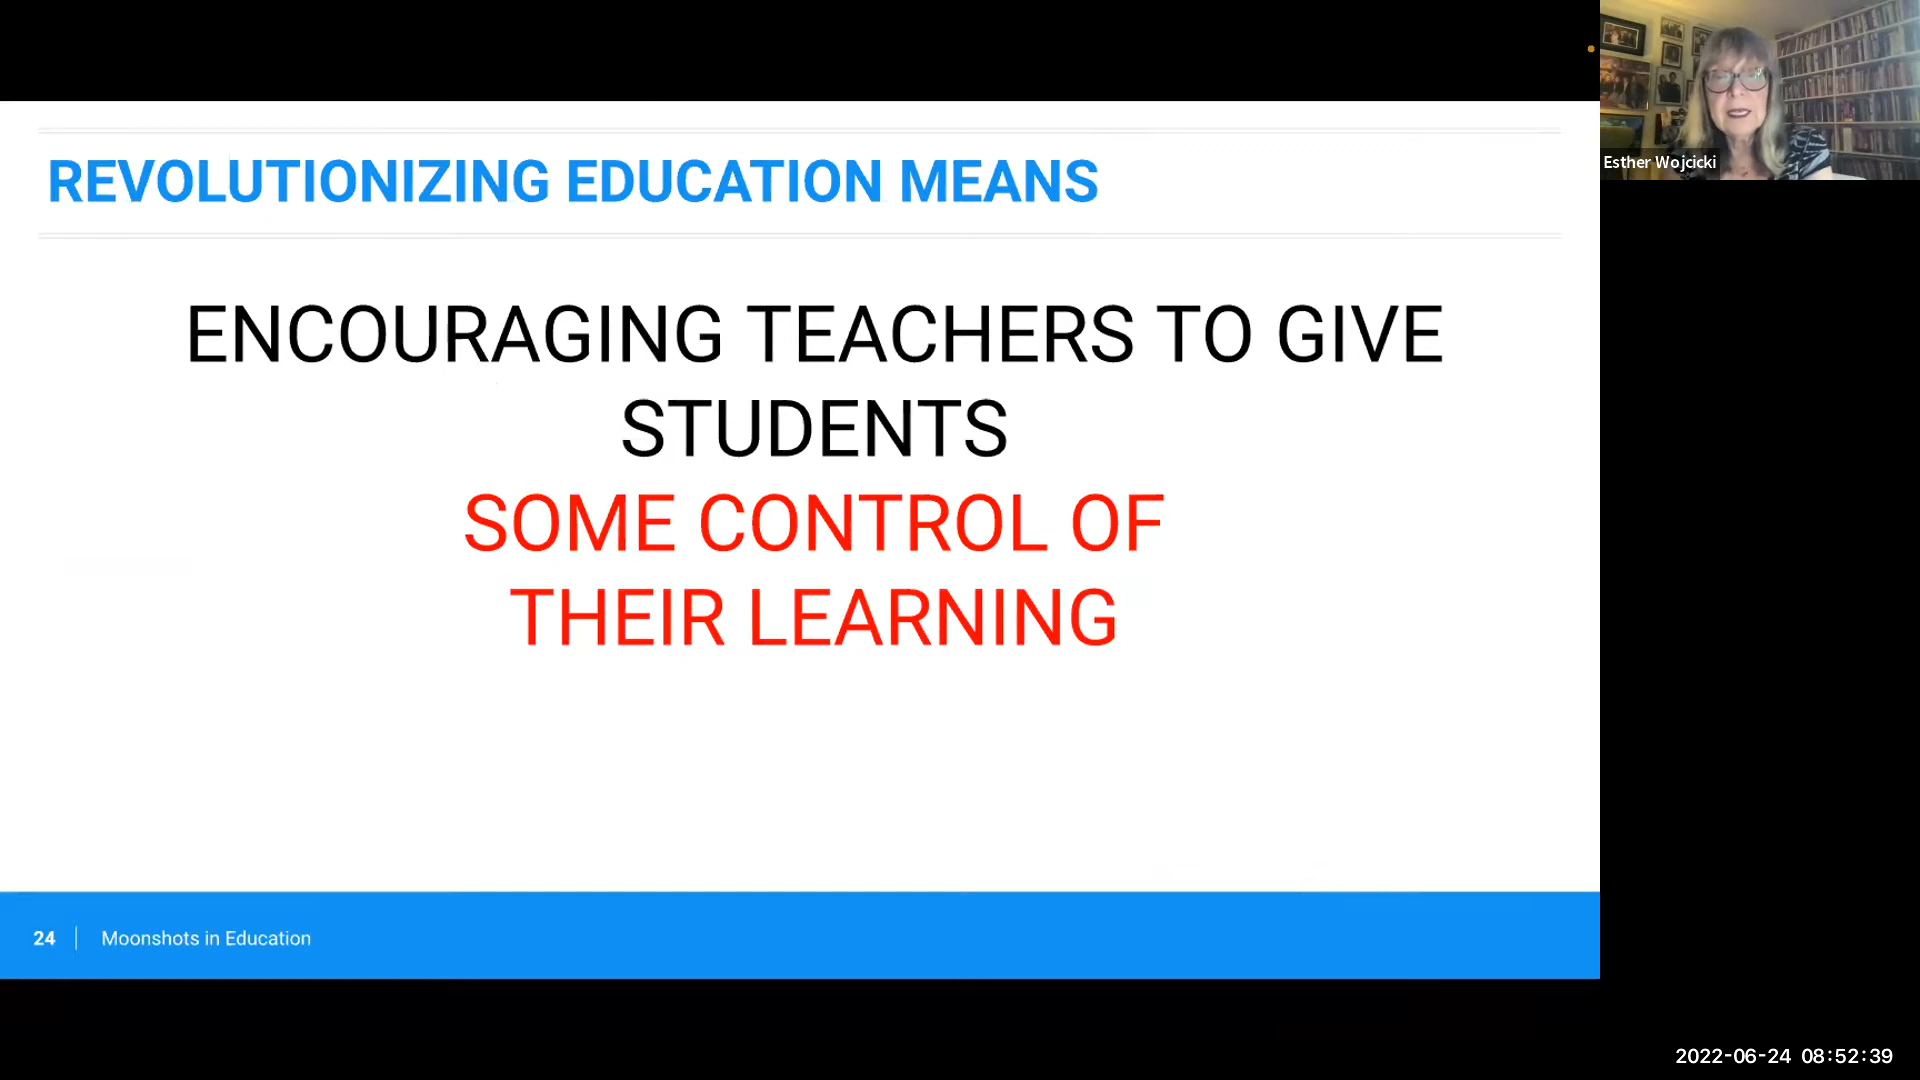 REVOLUTIONIZING EDUCATION MEANS
ENCOURAGING TEACHERS TO GIVE
STUDENTS
SOME CONTROL OF
THEIR LEARNING
24
Moonshots in Education
Esther Wojcicki
2022-06-24 08:52:39